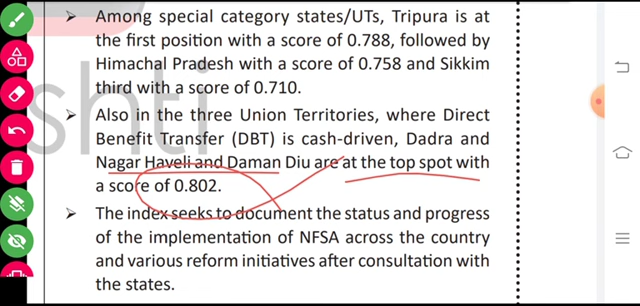 ➤ Among special category states/UTs, Tripura is at
the first position with a score of 0.788, followed by
Himachal Pradesh with a score of 0.758 and Sikkim
third with a score of 0.710.
➤ Also in the three Union Territories, where Direct
Benefit Transfer (DBT) is cash-driven, Dadra and
Nagar Haveli and Daman Diu are at the top spot with
a score of 0.802.
➤ The index seeks to document the status and progress
of the implementation of NFSA across the country
and various reform initiatives after consultation with
the states.
shti